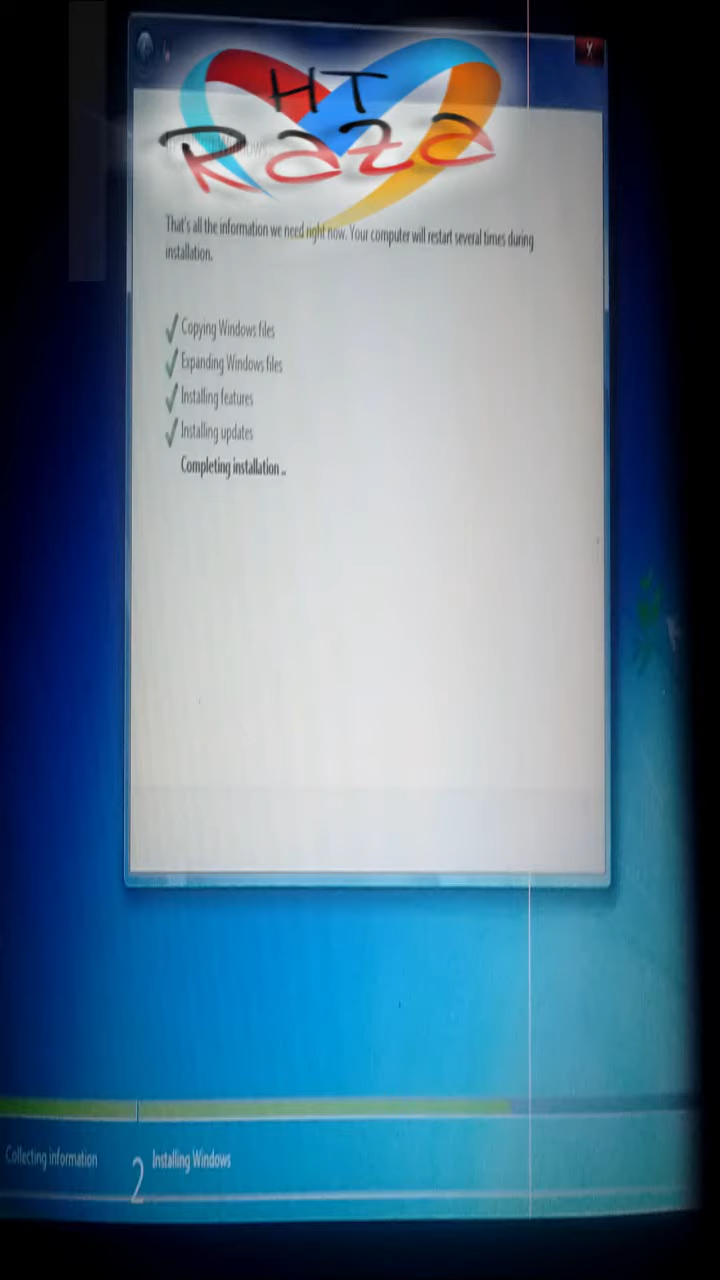 HT
Raza
That's all the information we need right now. Your computer will restart several times during
installation.
Copying Windows files
Expanding Windows files
Installing features
Installing updates
Completing installation ..
Collecting information
2 Installing Windows